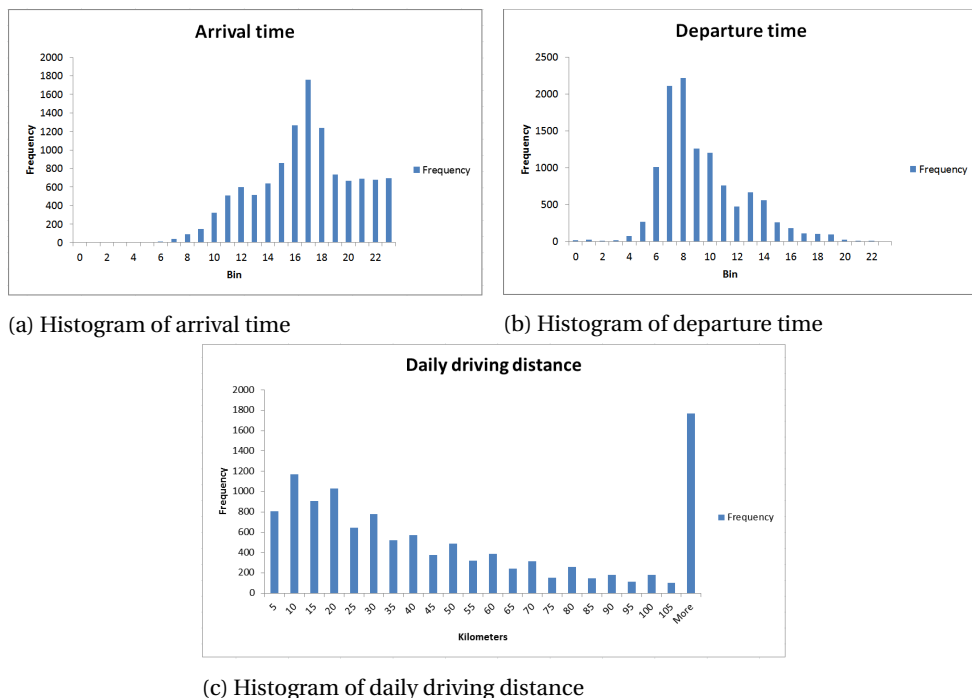 Arrival time
2000
1800
1600
1400
1200
1000
800
600
400
200
0
Frequency
0 2 4 6 8 10 12 14 16 18 20 22
Bin
Frequency
(a) Histogram of arrival time
Departure time
2500
2000
1500
1000
500
0
Frequency
0 2 4 6 8 10 12 14 16 18 20 22
Bin
Frequency
(b) Histogram of departure time
Daily driving distance
2000
1800
1600
1400
1200
1000
800
600
400
200
0
Frequency
5 10 15 20 25 30 35 40 45 50 55 60 65 70 75 80 85 90 95 100 105 More
Kilometers
Frequency
(c) Histogram of daily driving distance